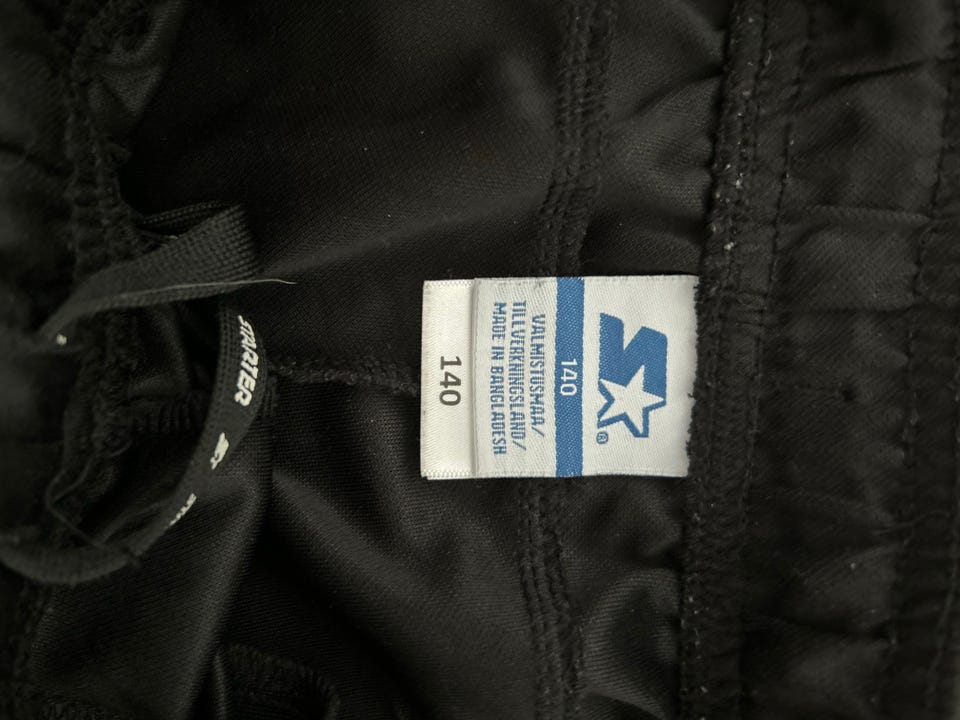 ®
140
VALMISTUSMAA/
TILLVERKNINGSLAND/
MADE IN BANGLADESH
140
STARTER